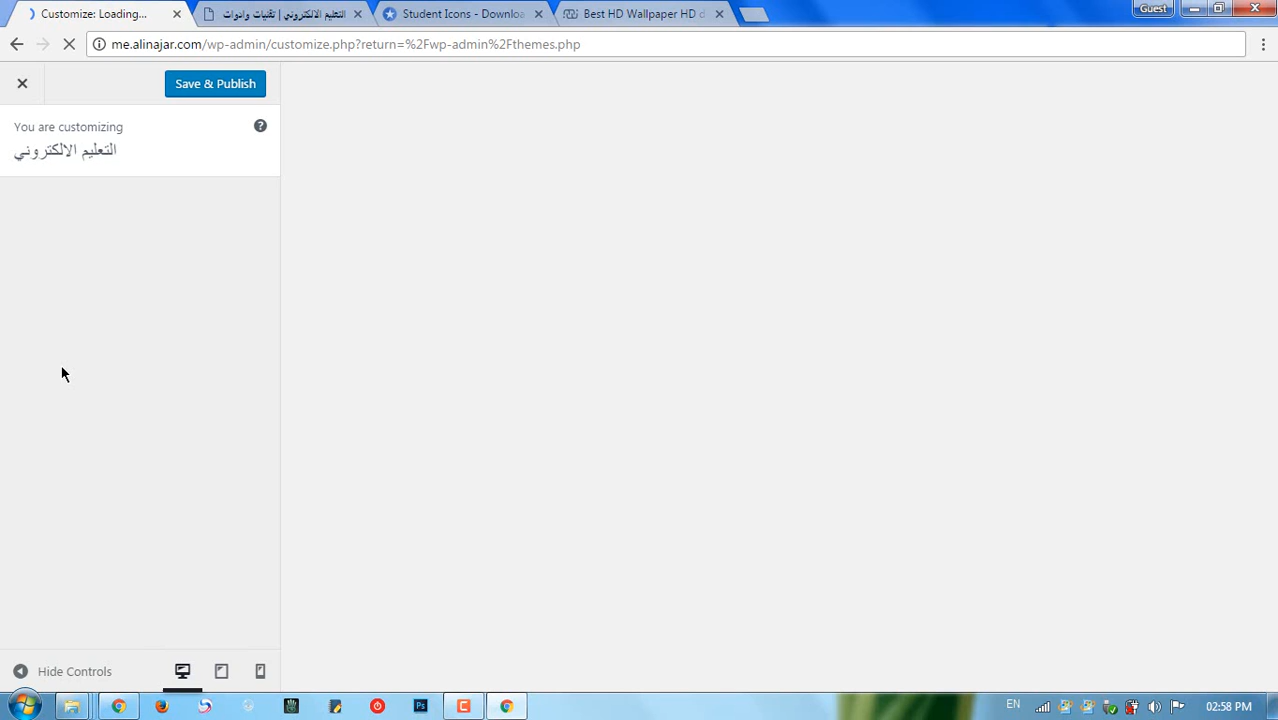 Customize: Loading...
التعليم الالكتروني | تقنيات وادوات
Student Icons - Downloa
Best HD Wallpaper HD d
Guest
me.alinajar.com/wp-admin/customize.php?return=%2Fwp-admin%2Fthemes.php
Save & Publish
You are customizing
التعليم الالكتروني
Hide Controls
Ps
EN
02:58 PM